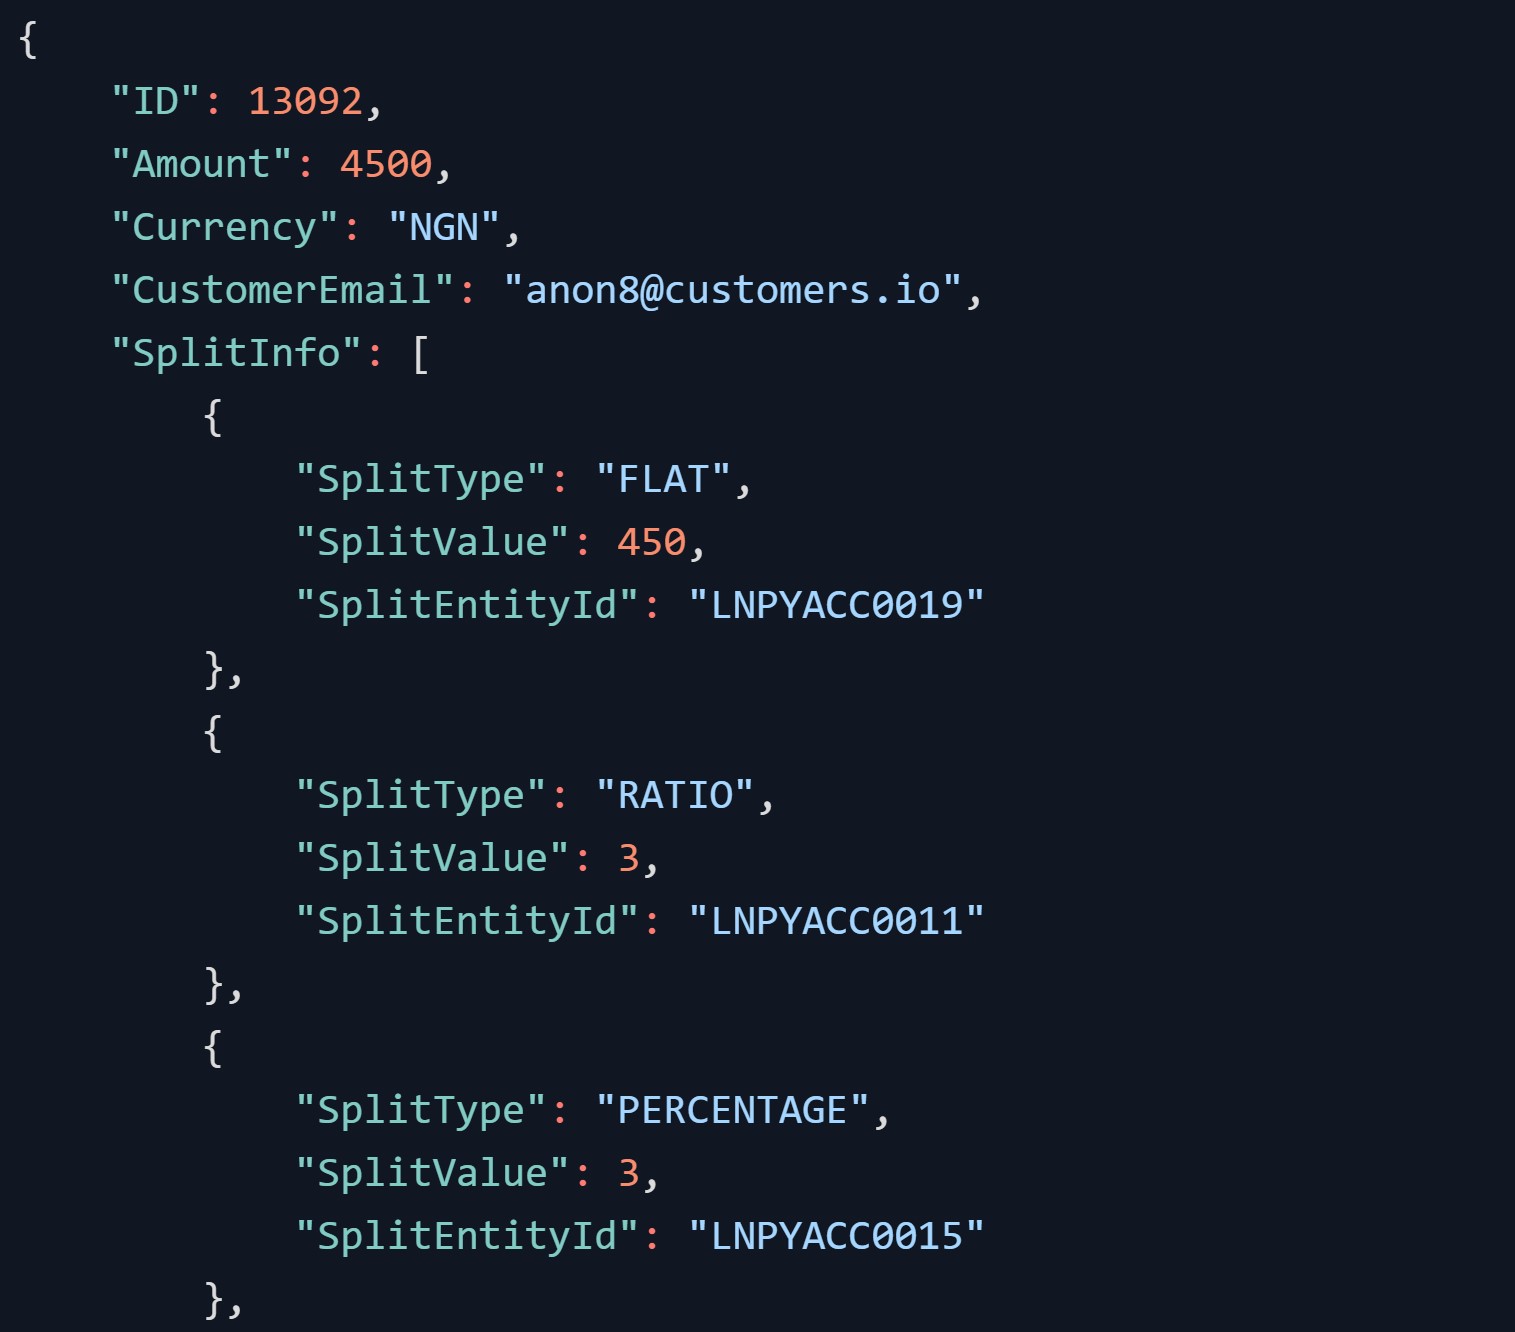 {
"ID": 13092,
"Amount": 4500,
"Currency": "NGN",
"CustomerEmail": "anon8@customers.io",
"SplitInfo": [
{
"SplitType": "FLAT",
"SplitValue": 450,
"SplitEntityId": "LNPYACC0019"
},
{
"SplitType": "RATIO",
"SplitValue": 3,
"SplitEntityId": "LNPYACC0011"
},
{
"SplitType": "PERCENTAGE",
"SplitValue": 3,
"SplitEntityId": "LNPYACC0015"
},